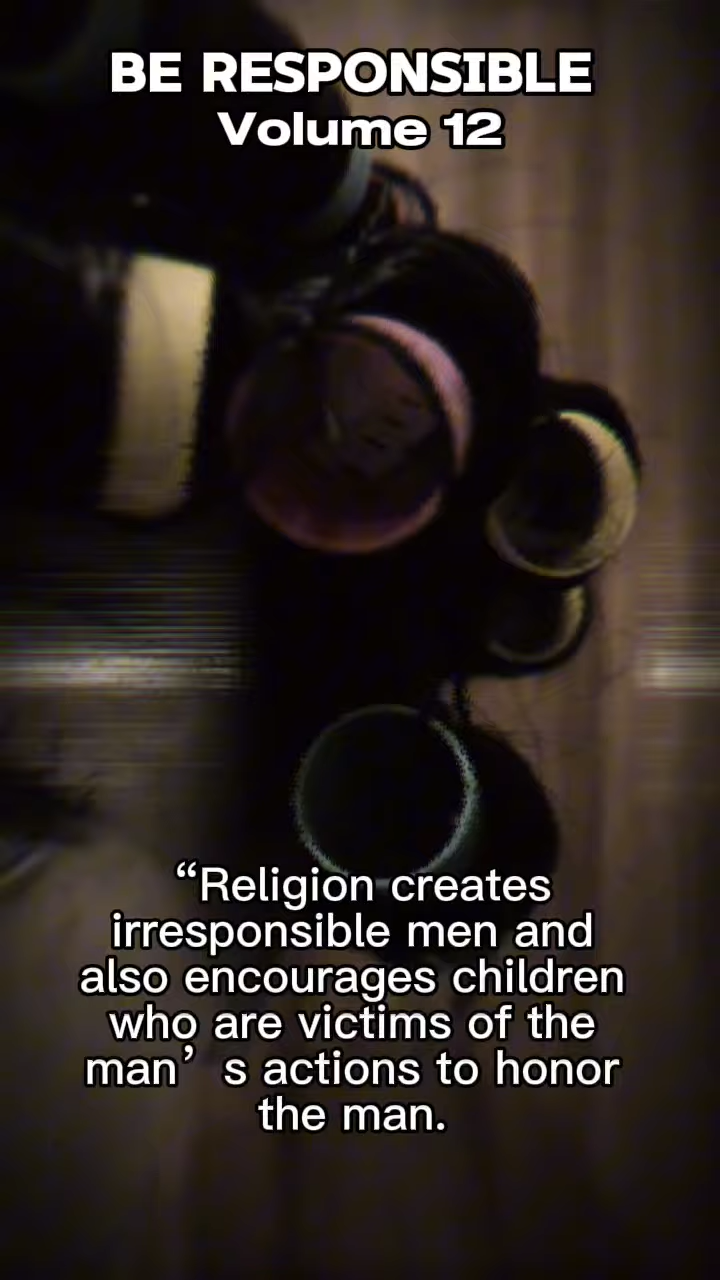 BE RESPONSIBLE
Volume 12
“Religion creates
irresponsible men and
also encourages children
who are victims of the
man’s actions to honor
the man.